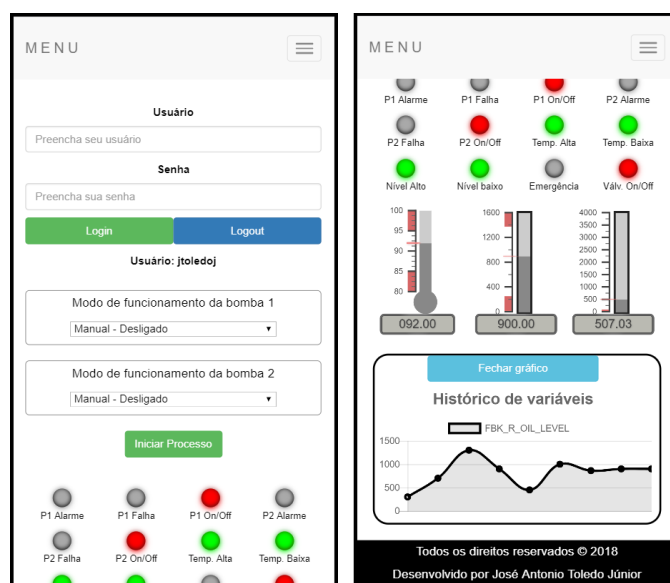 MENU
Usuário
Preencha seu usuário
Senha
Preencha sua senha
Login Logout
Usuário: jtoledoj
Modo de funcionamento da bomba 1
Manual - Desligado
Modo de funcionamento da bomba 2
Manual - Desligado
Iniciar Processo
P1 Alarme P1 Falha P1 On/Off P2 Alarme
P2 Falha P2 On/Off Temp. Alta Temp. Baixa
MENU
P1 Alarme P1 Falha P1 On/Off P2 Alarme
P2 Falha P2 On/Off Temp. Alta Temp. Baixa
Nível Alto Nível baixo Emergência Válv. On/Off
100 95 90 85 80
1600 1200 800 400 0
4000 3500 3000 2500 2000 1500 1000 500 0
092.00 900.00 507.03
Fechar gráfico
Histórico de variáveis
FBK_R_OIL_LEVEL
1500
1000
500
0
Todos os direitos reservados © 2018
Desenvolvido por José Antonio Toledo Júnior